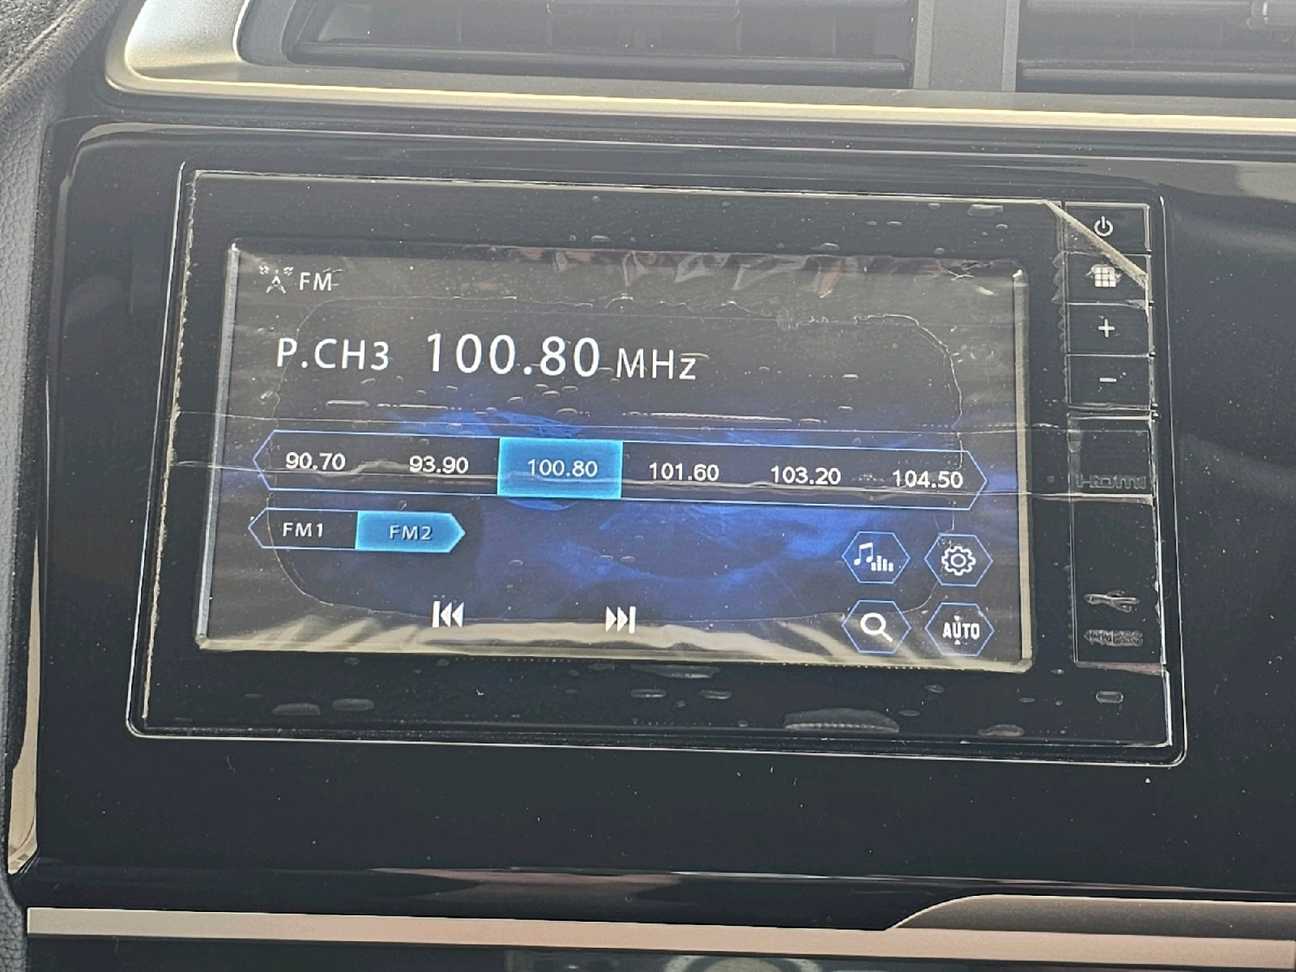 FM
P.CH3 100.80 MHz
90.70 93.90 100.80 101.60 103.20 104.50
FM1 FM2
AUTO
+
-
HDMI